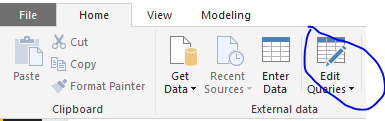 File Home View Modeling
Paste
Cut
Copy
Format Painter
Get Data
Recent Sources
Enter Data
Edit Queries
Clipboard External data